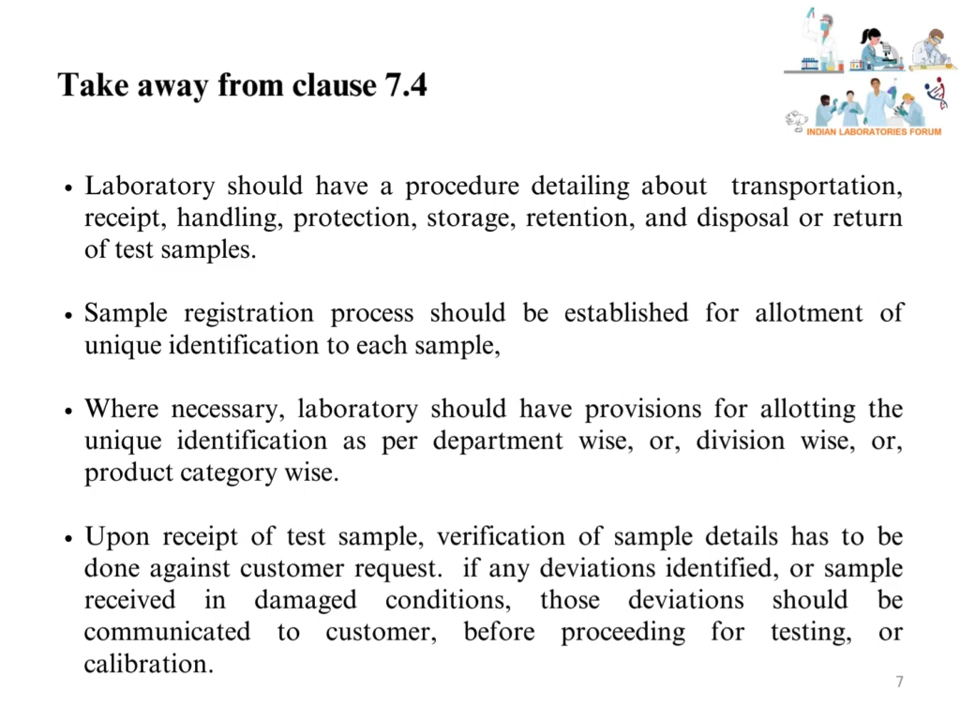 INDIAN LABORATORIES FORUM
Take away from clause 7.4
• Laboratory should have a procedure detailing about transportation,
receipt, handling, protection, storage, retention, and disposal or return
of test samples.
• Sample registration process should be established for allotment of
unique identification to each sample,
• Where necessary, laboratory should have provisions for allotting the
unique identification as per department wise, or, division wise, or,
product category wise.
• Upon receipt of test sample, verification of sample details has to be
done against customer request. if any deviations identified, or sample
received in damaged conditions, those deviations should be
communicated to customer, before proceeding for testing, or
calibration.
7